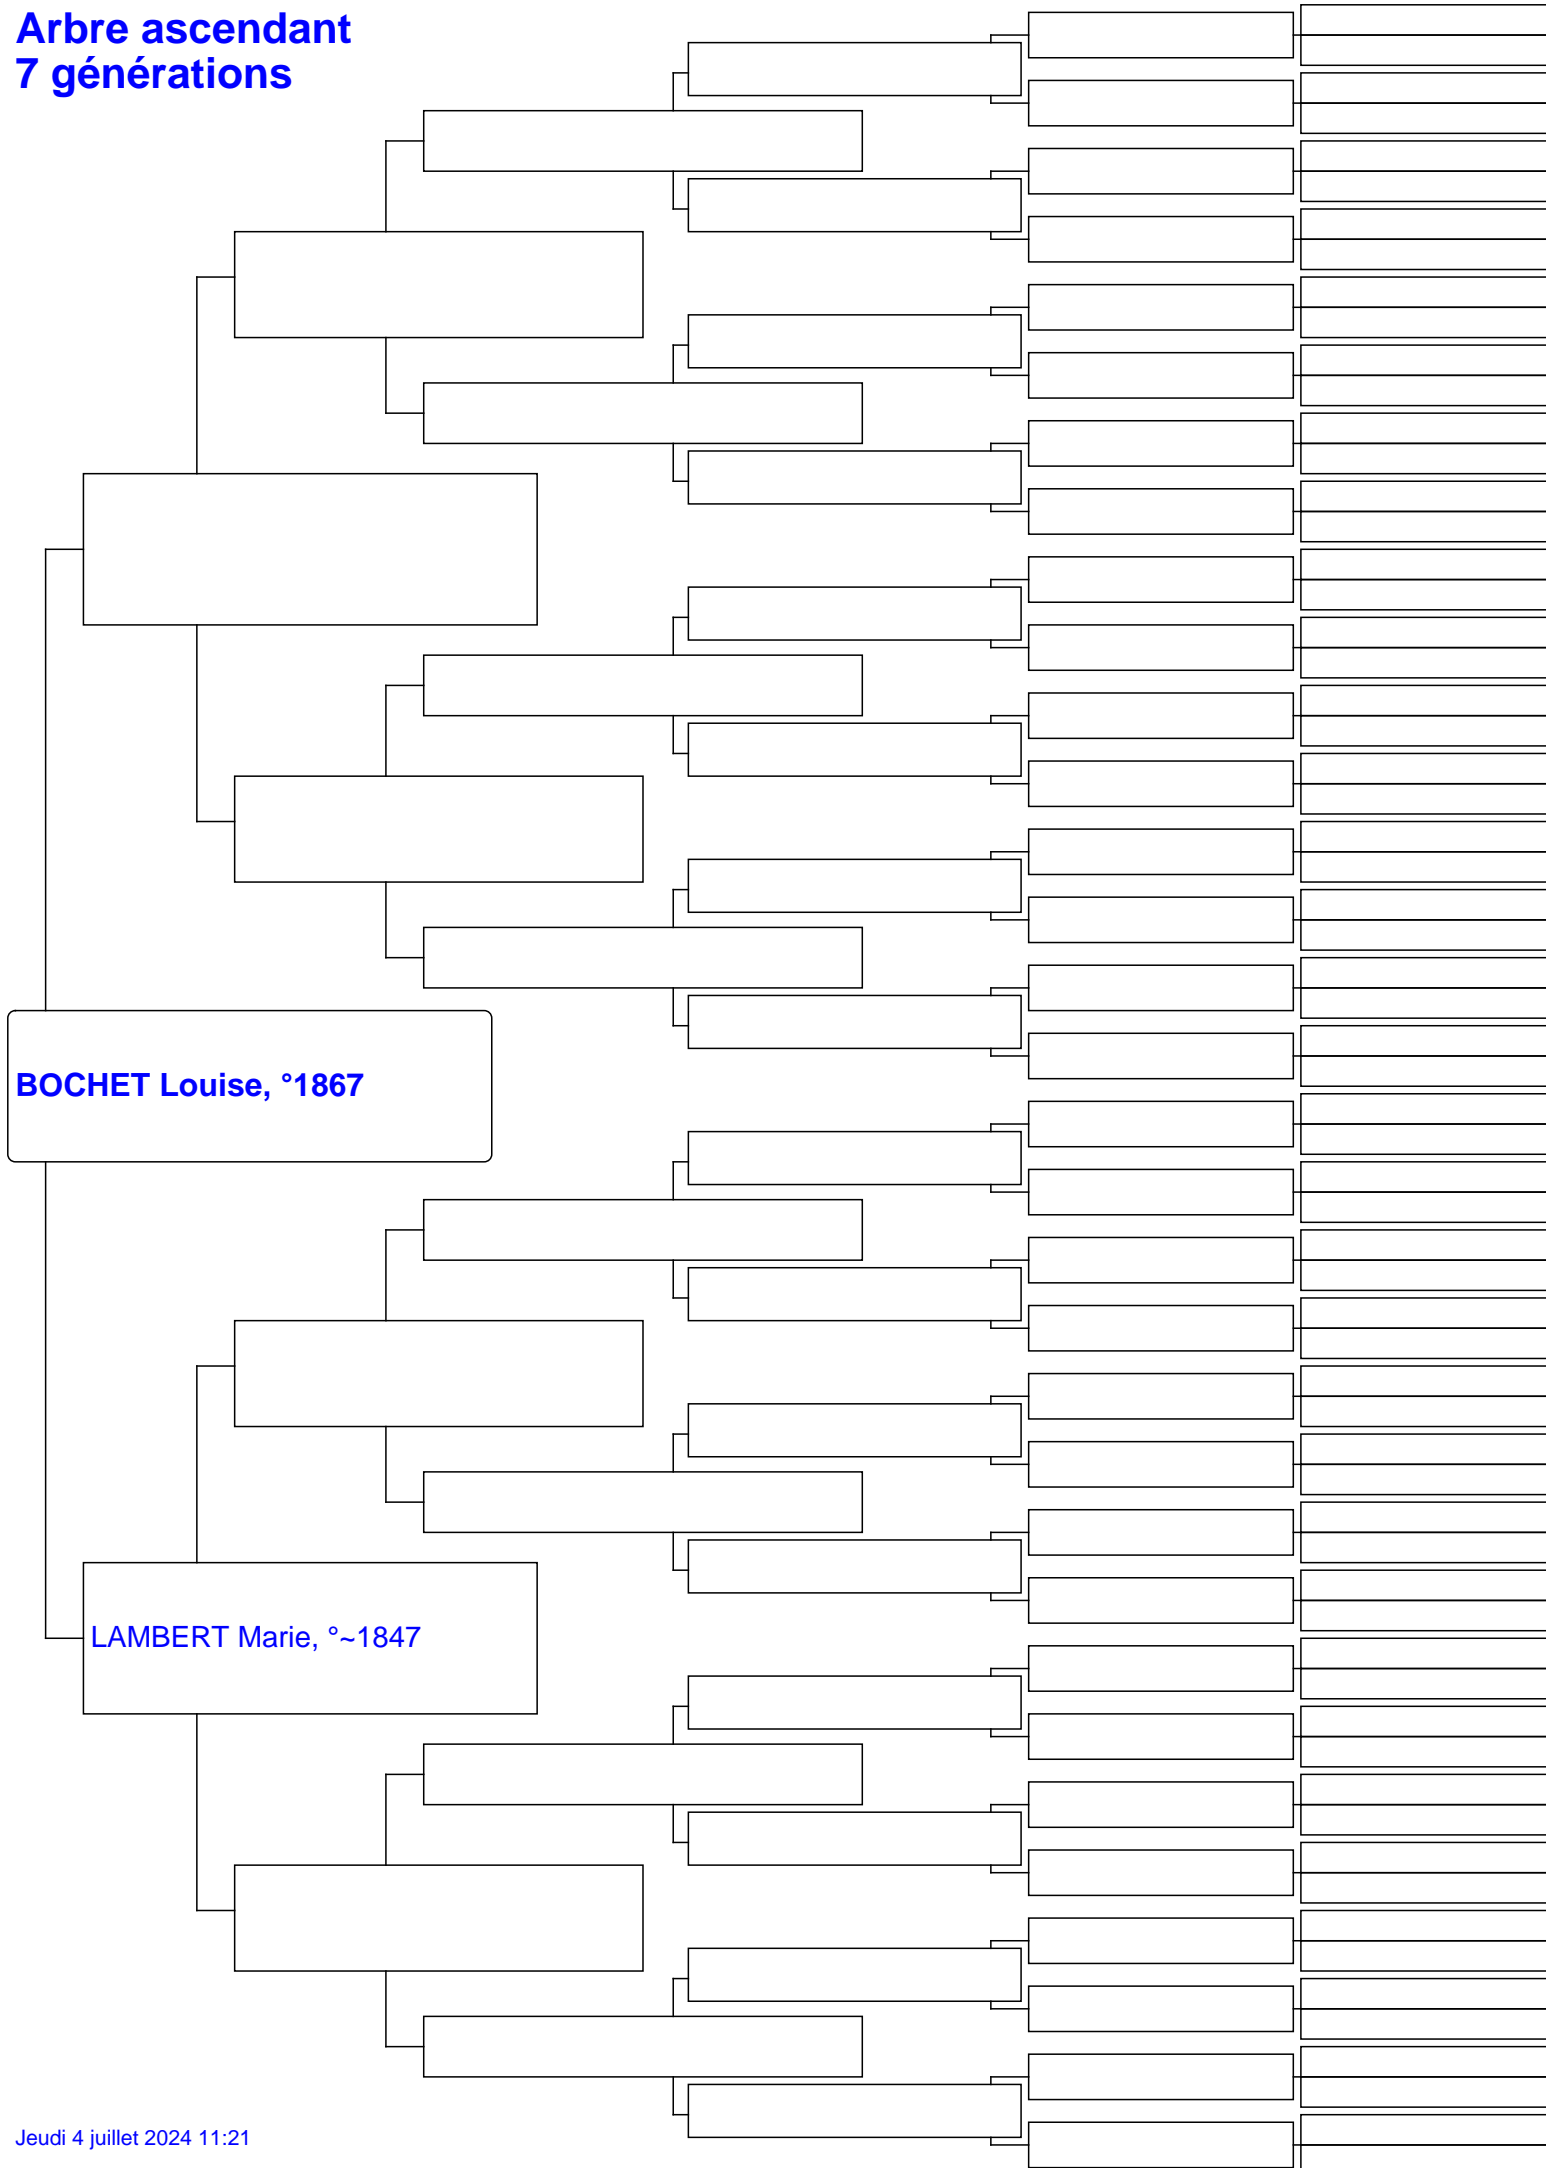 Arbre ascendant
7 générations
BOCHET Louise, °1867
LAMBERT Marie, °~1847
Jeudi 4 juillet 2024 11:21